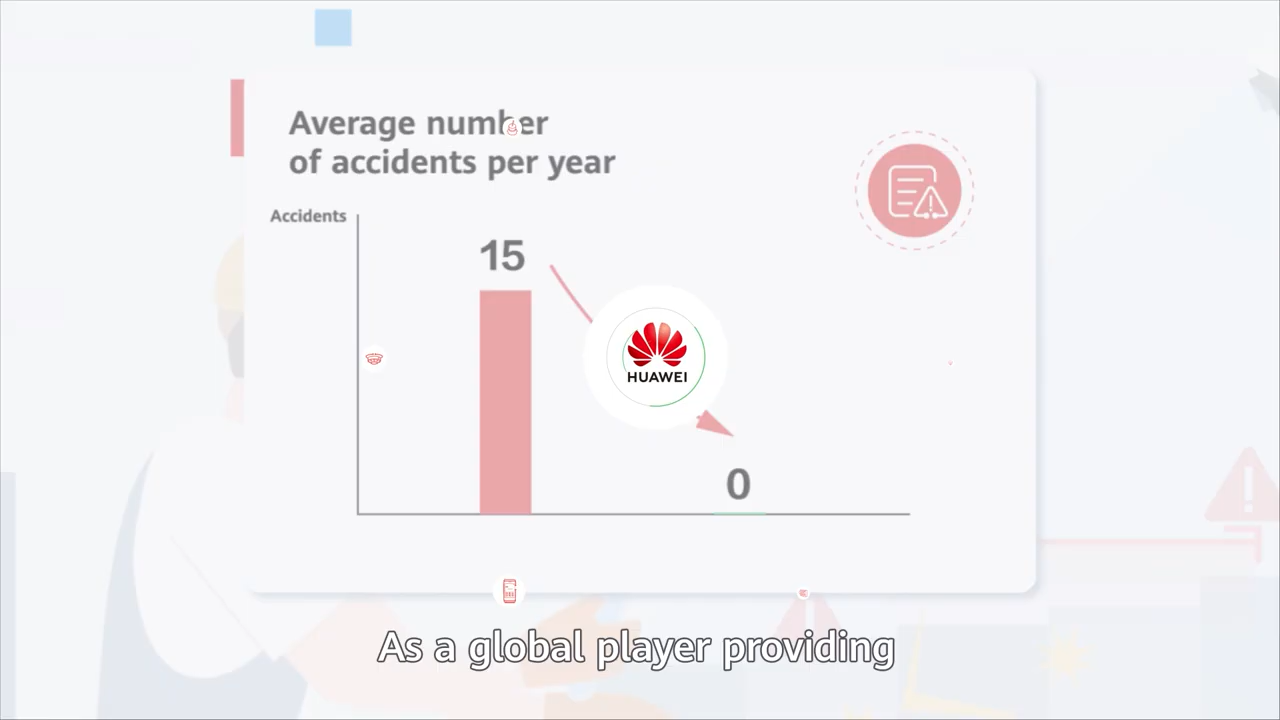 Average number
of accidents per year
Accidents
15
HUAWEI
0
As a global player providing